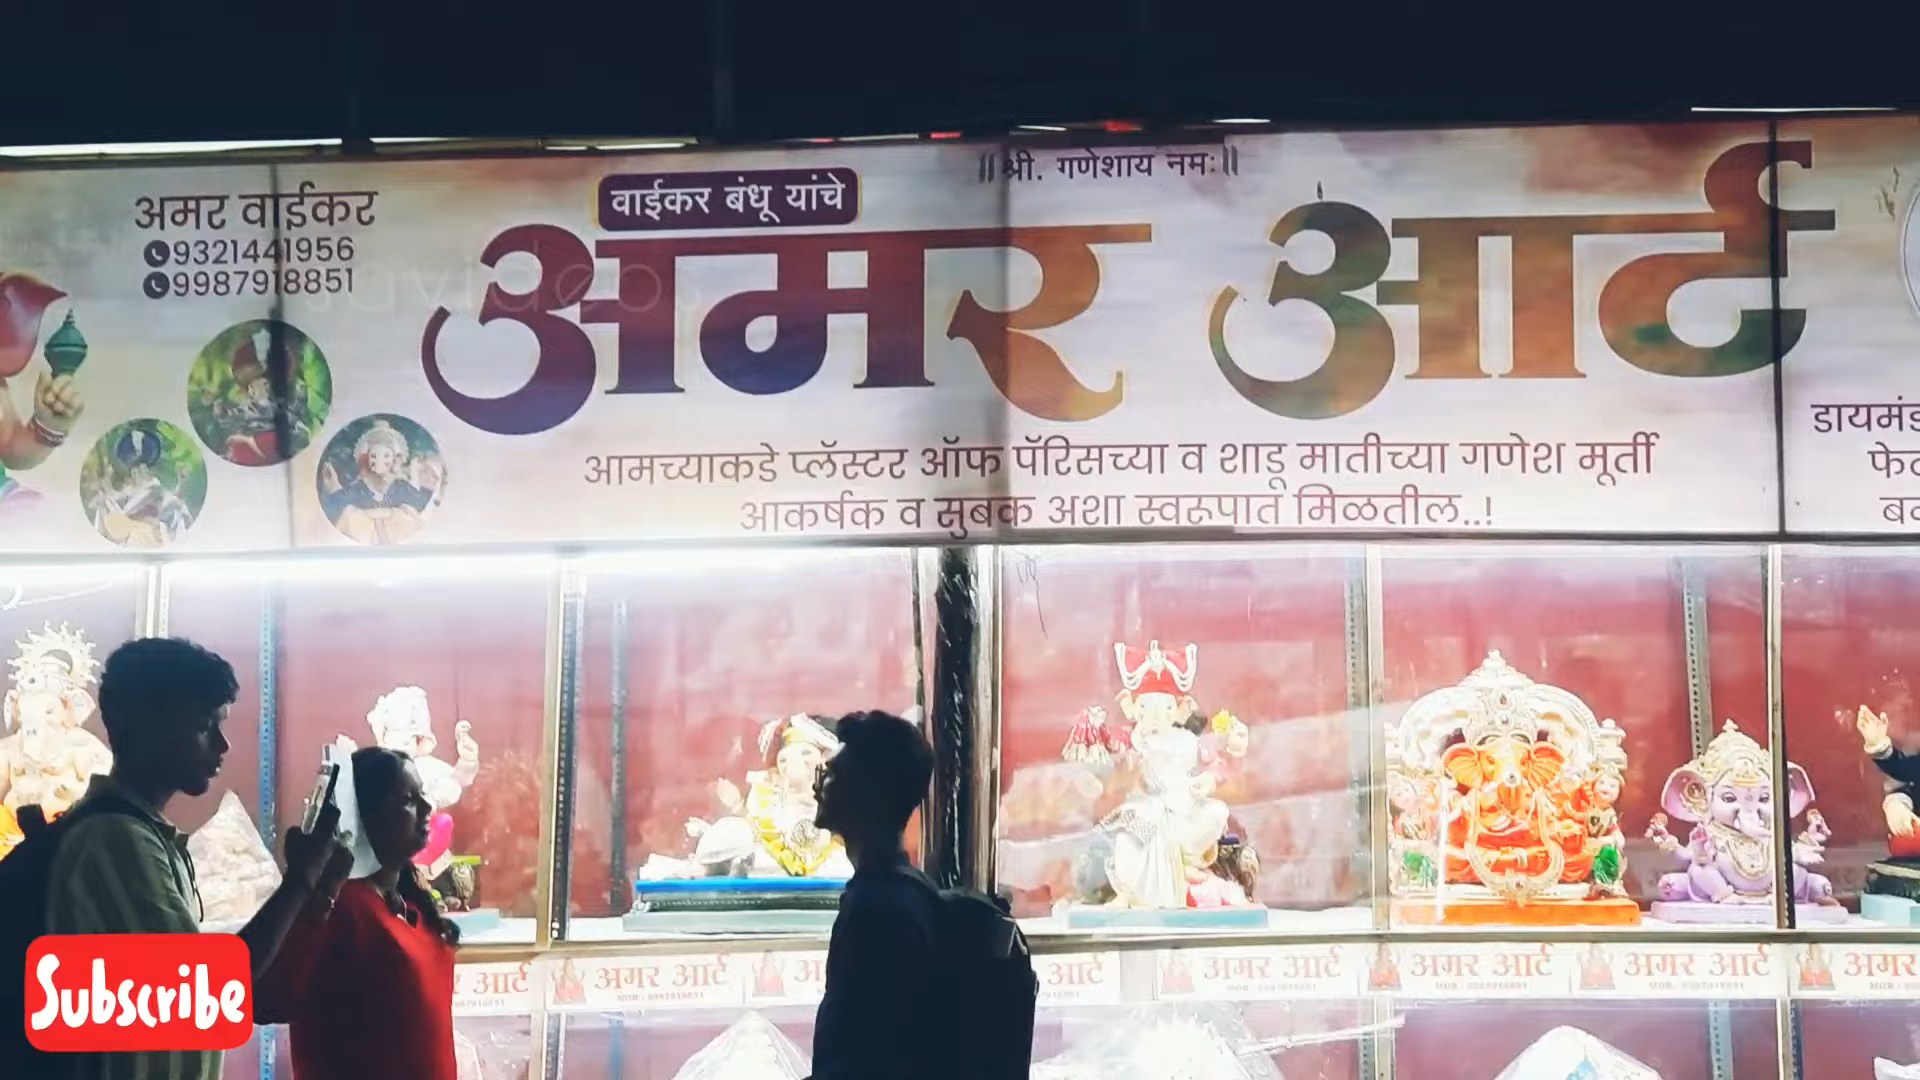 ।। श्री. गणेशाय नमः।।
अमर वाईकर
9321441956
9987918851
वाईकर बंधू यांचे
अमर आर्ट
आमच्याकडे प्लॅस्टर ऑफ पॅरिसच्या व शाडू मातीच्या गणेश मूर्ती
आकर्षक व सुबक अशा स्वरूपात मिळतील..!
अमर आर्ट
अमर आर्ट
अमर आर्ट
अमर आर्ट
Subscribe